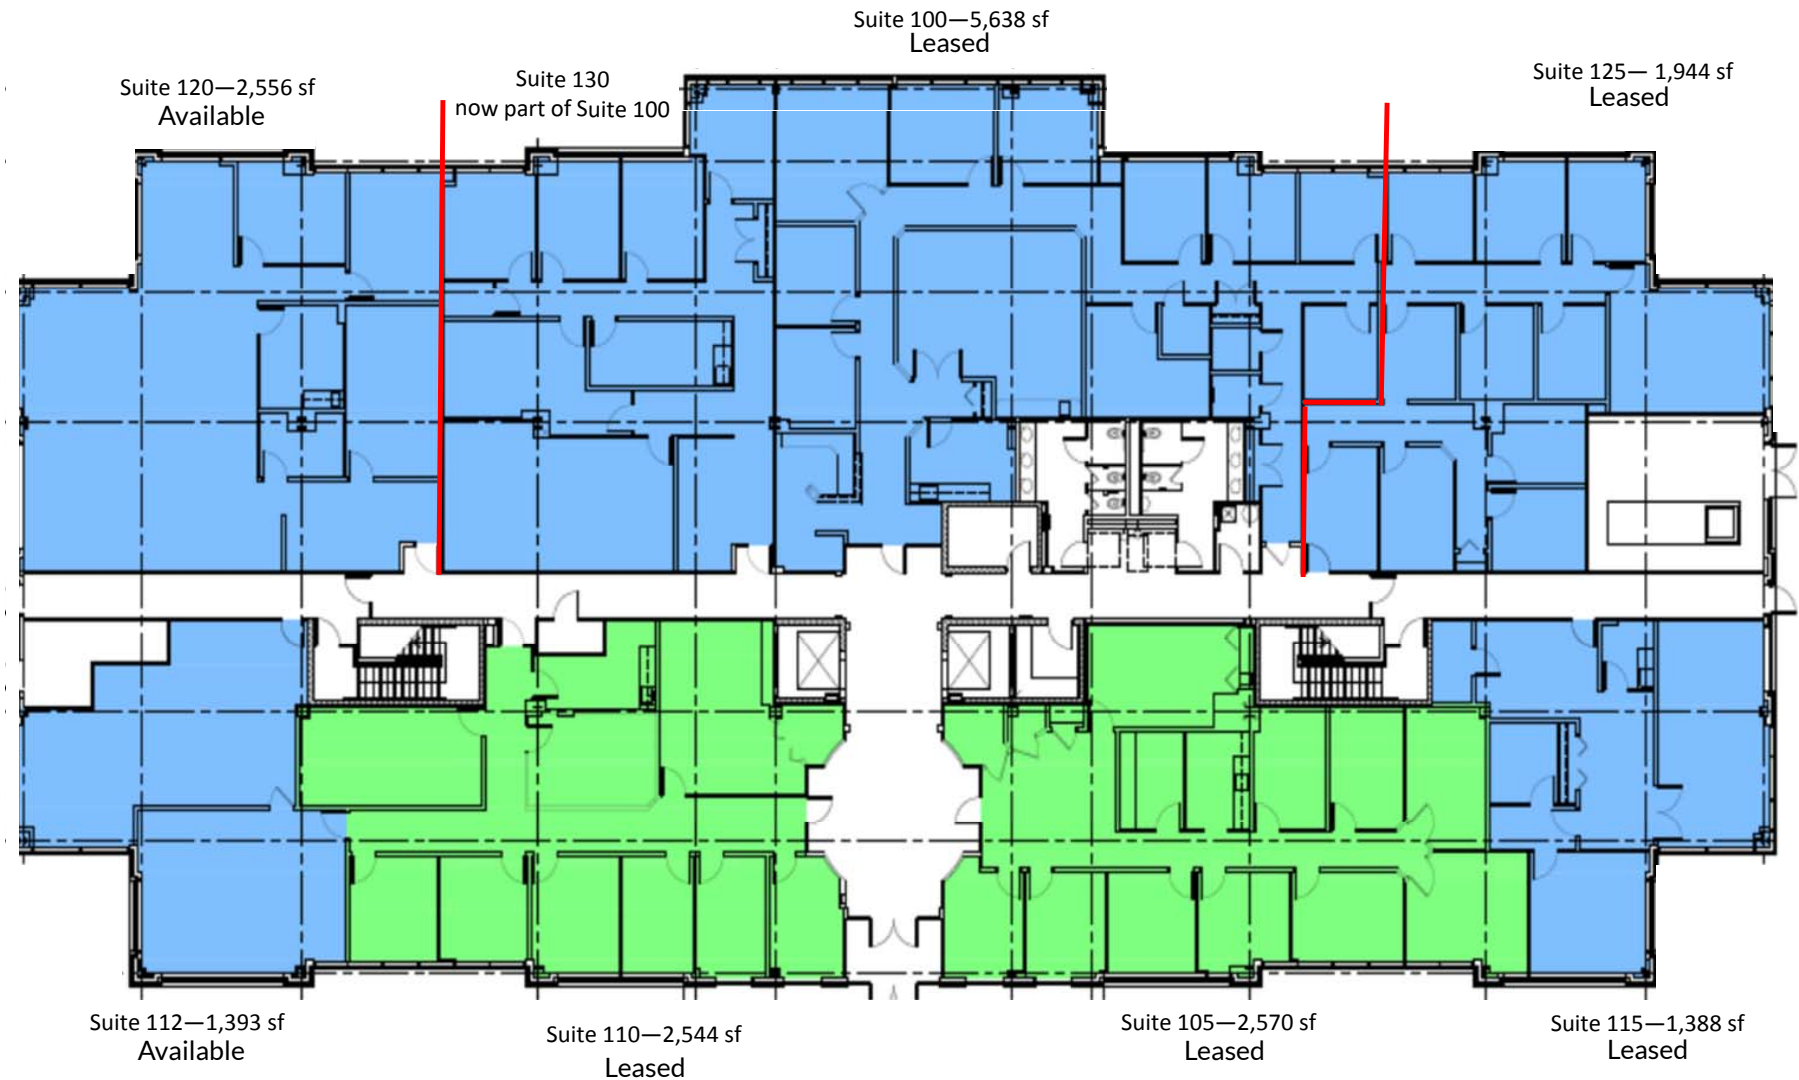 Suite 100—5,638 sf
Leased
Suite 120—2,556 sf
Available
Suite 130
now part of Suite 100
Suite 125— 1,944 sf
Leased
Suite 112—1,393 sf
Available
Suite 110—2,544 sf
Leased
Suite 105—2,570 sf
Leased
Suite 115—1,388 sf
Leased